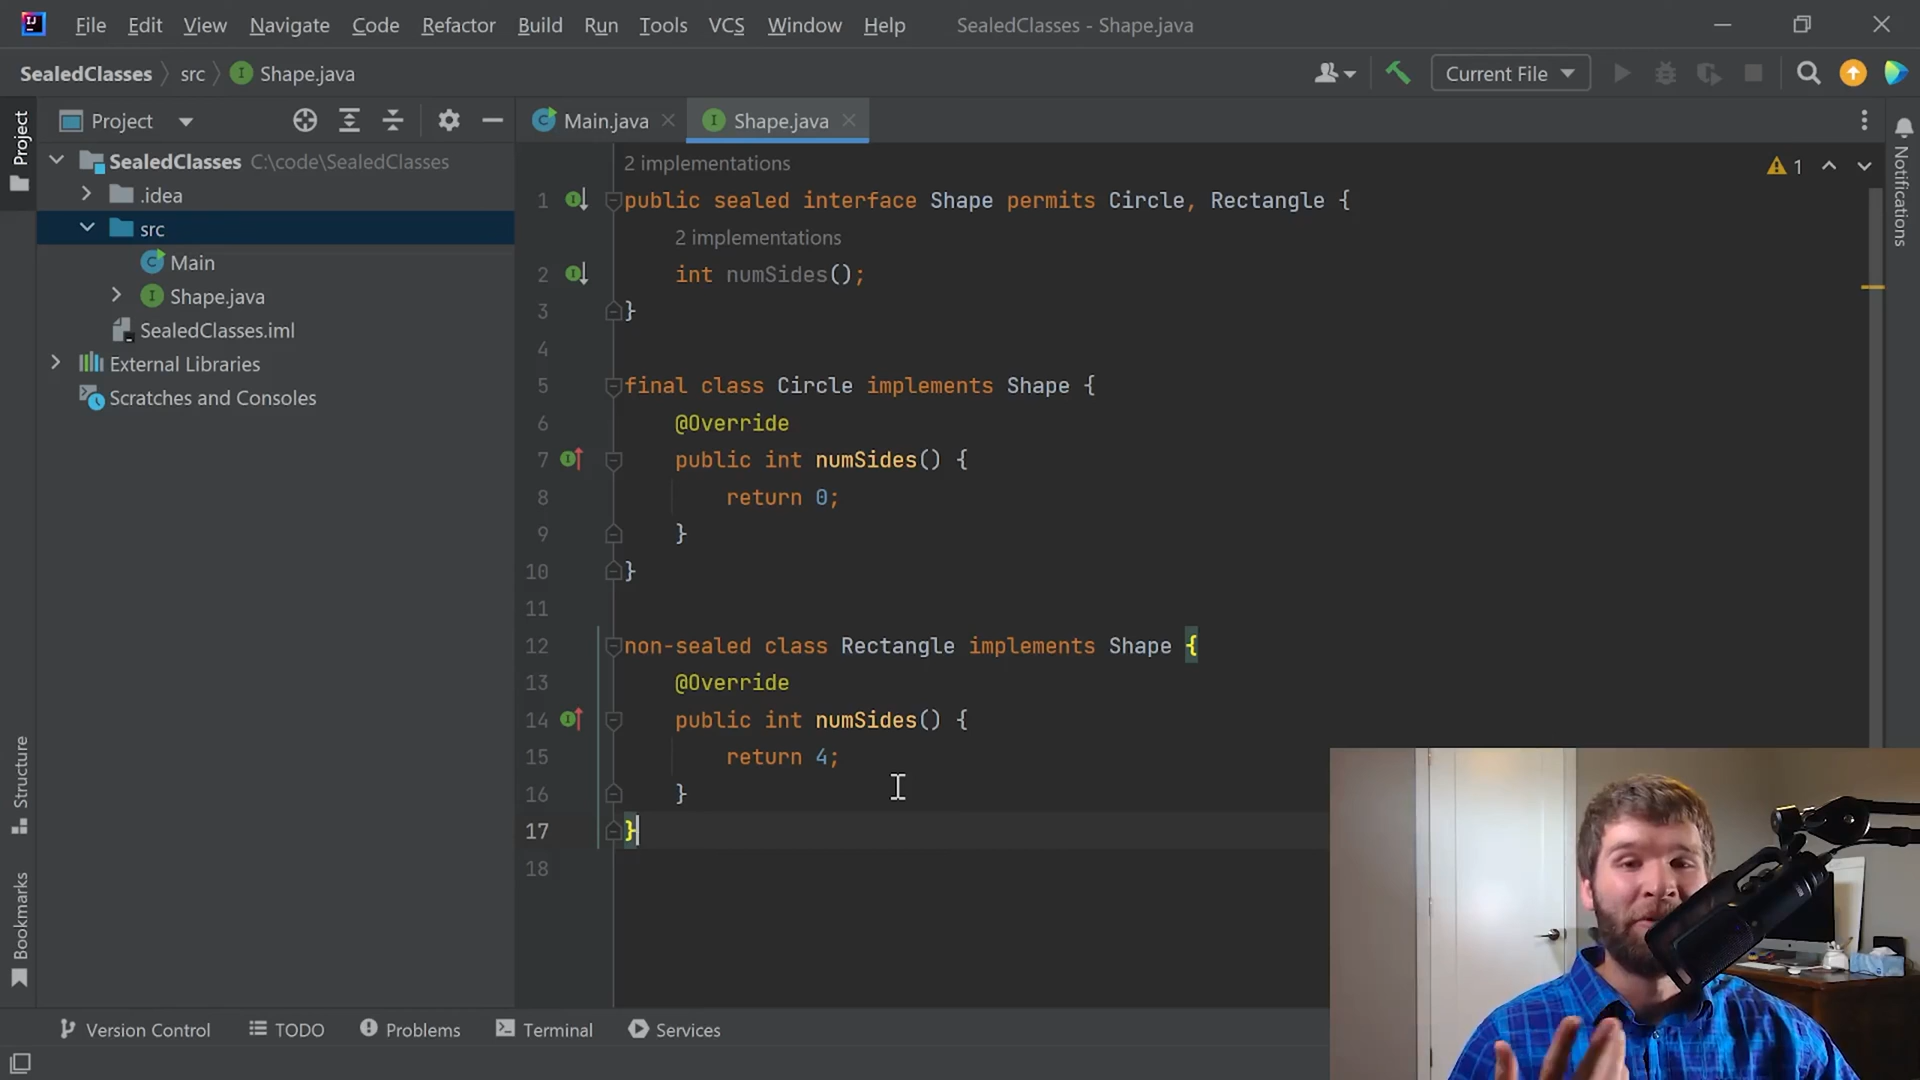 File Edit View Navigate Code Refactor Build Run Tools VCS Window Help SealedClasses - Shape.java
SealedClasses src Shape.java Current File
Project
Main.java Shape.java
SealedClasses C:\code\SealedClasses
.idea
src
Main
Shape.java
SealedClasses.iml
External Libraries
Scratches and Consoles
Project
Structure
Bookmarks
2 implementations
1 public sealed interface Shape permits Circle, Rectangle {
2 implementations
2 int numSides();
3 }
4
5 final class Circle implements Shape {
6 @Override
7 public int numSides() {
8 return 0;
9 }
10 }
11
12 non-sealed class Rectangle implements Shape {
13 @Override
14 public int numSides() {
15 return 4;
16 }
17 }
18
1
Notifications
Version Control TODO Problems Terminal Services